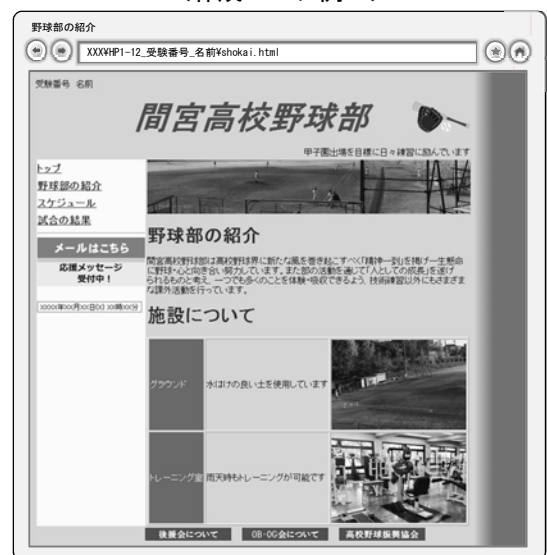 野球部の紹介
XXX¥HP1-12_受験番号_名前¥shokai.html
受験番号 名前
間宮高校野球部
甲子園出場を目標に日々練習に励んでいます
トップ
野球部の紹介
スケジュール
試合の結果
メールはこちら
応援メッセージ
受付中！
xxxx年xx月xx日(x) xx時xx分
野球部の紹介
間宮高校野球部は高校野球界に新たな風を巻き起こすべく「精神一到」を掲げ一生懸命
に野球・心と向き合い努力しています。また部の活動を通じて「人としての成長」を遂げ
られるものと考え、一つでも多くのことを体験・吸収できるよう、技術練習以外にもさまざま
な課外活動を行っています。
施設について
グラウンド 水はけの良い土を使用しています
トレーニング室 雨天時もトレーニングが可能です
後援会について OB・OG会について 高校野球振興協会